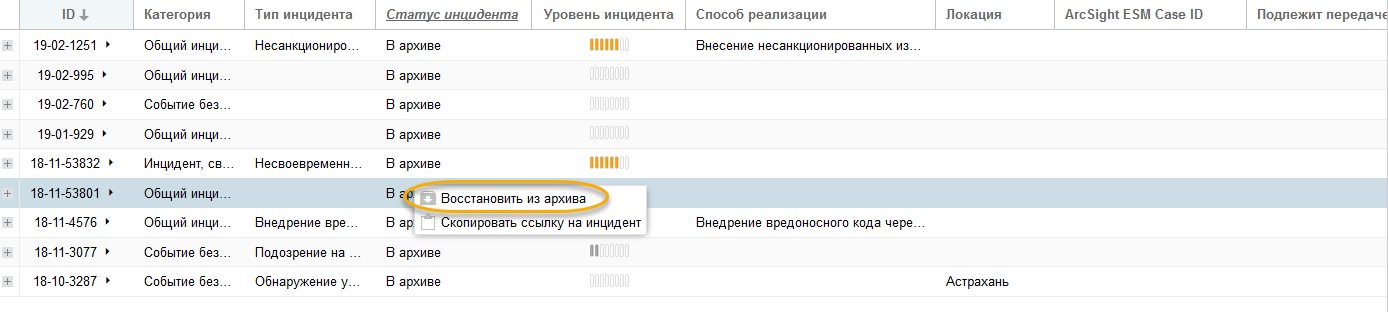 ID Категория Тип инцидента Статус инцидента Уровень инцидента Способ реализации Локация ArcSight ESM Case ID Подлежит передаче
19-02-1251 Общий инци... Несанкциониро... В архиве Внесение несанкционированных из...
19-02-995 Общий инци... В архиве
19-02-760 Событие без... В архиве
19-01-929 Общий инци... В архиве
18-11-53832 Инцидент, св... Несвоевременн... В архиве
18-11-53801 Общий инци... В арх
Восстановить из архива
18-11-4576 Общий инци... Внедрение вре... В арх Скопировать ссылку на инцидент Внедрение вредоносного кода чере...
18-11-3077 Событие без... Подозрение на ... В архиве
18-10-3287 Событие без... Обнаружение у... В архиве Астрахань